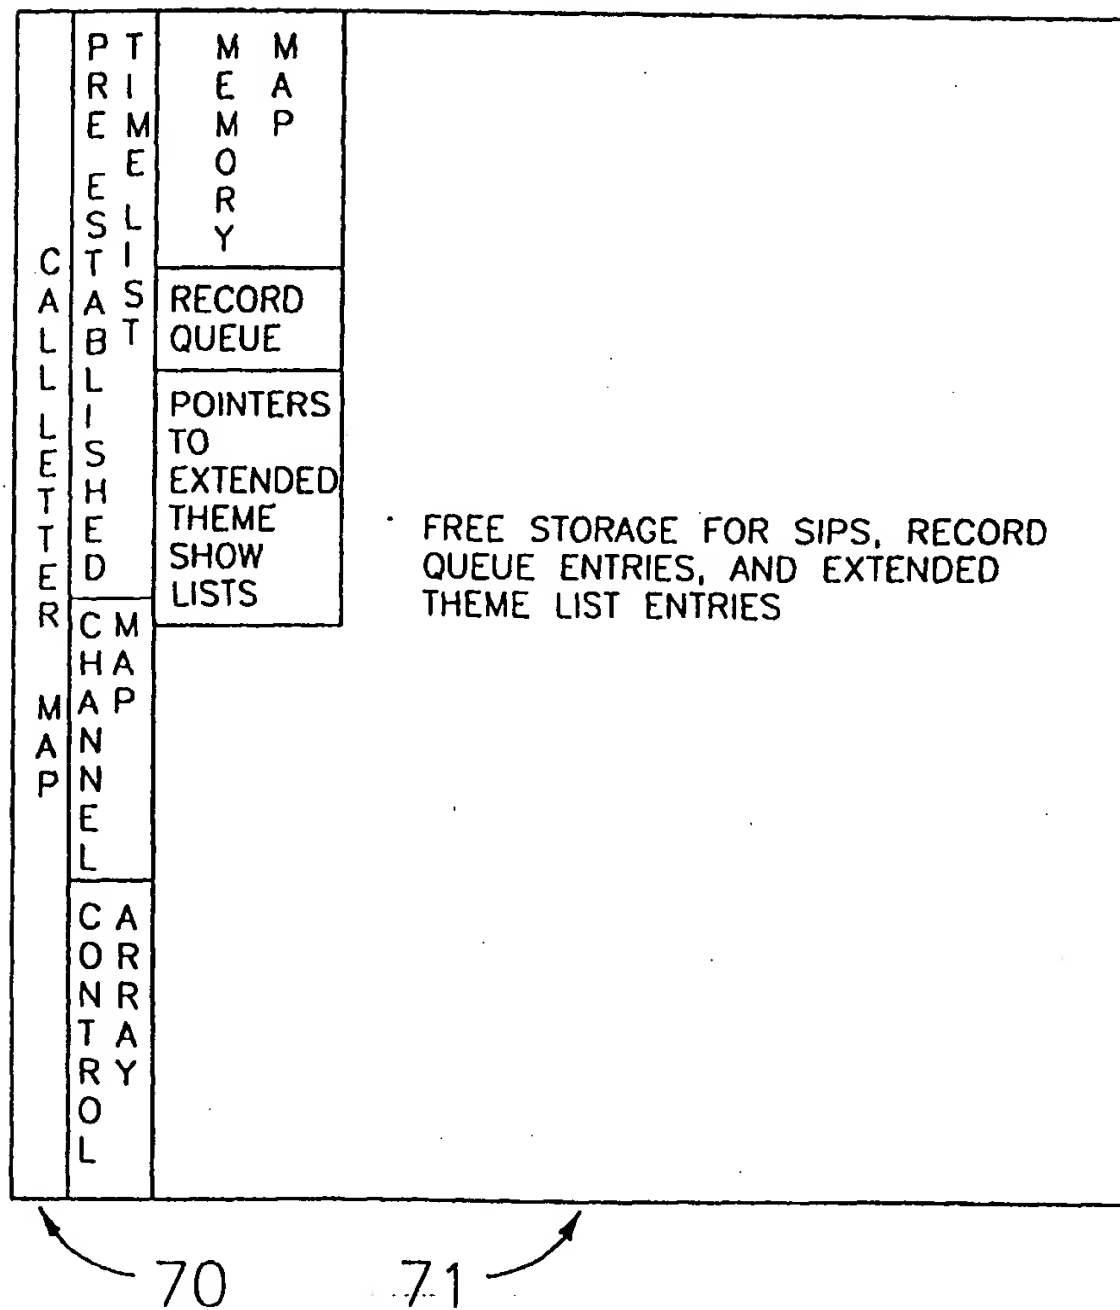 CALL LETTER MAP
PRE ESTABLISHED
TIME LIST
CHANNEL
MAP
CONTROL
ARRAY
MEMORY
MAP
RECORD
QUEUE
POINTERS
TO
EXTENDED
THEME
SHOW
LISTS
FREE STORAGE FOR SIPS, RECORD
QUEUE ENTRIES, AND EXTENDED
THEME LIST ENTRIES
70
71